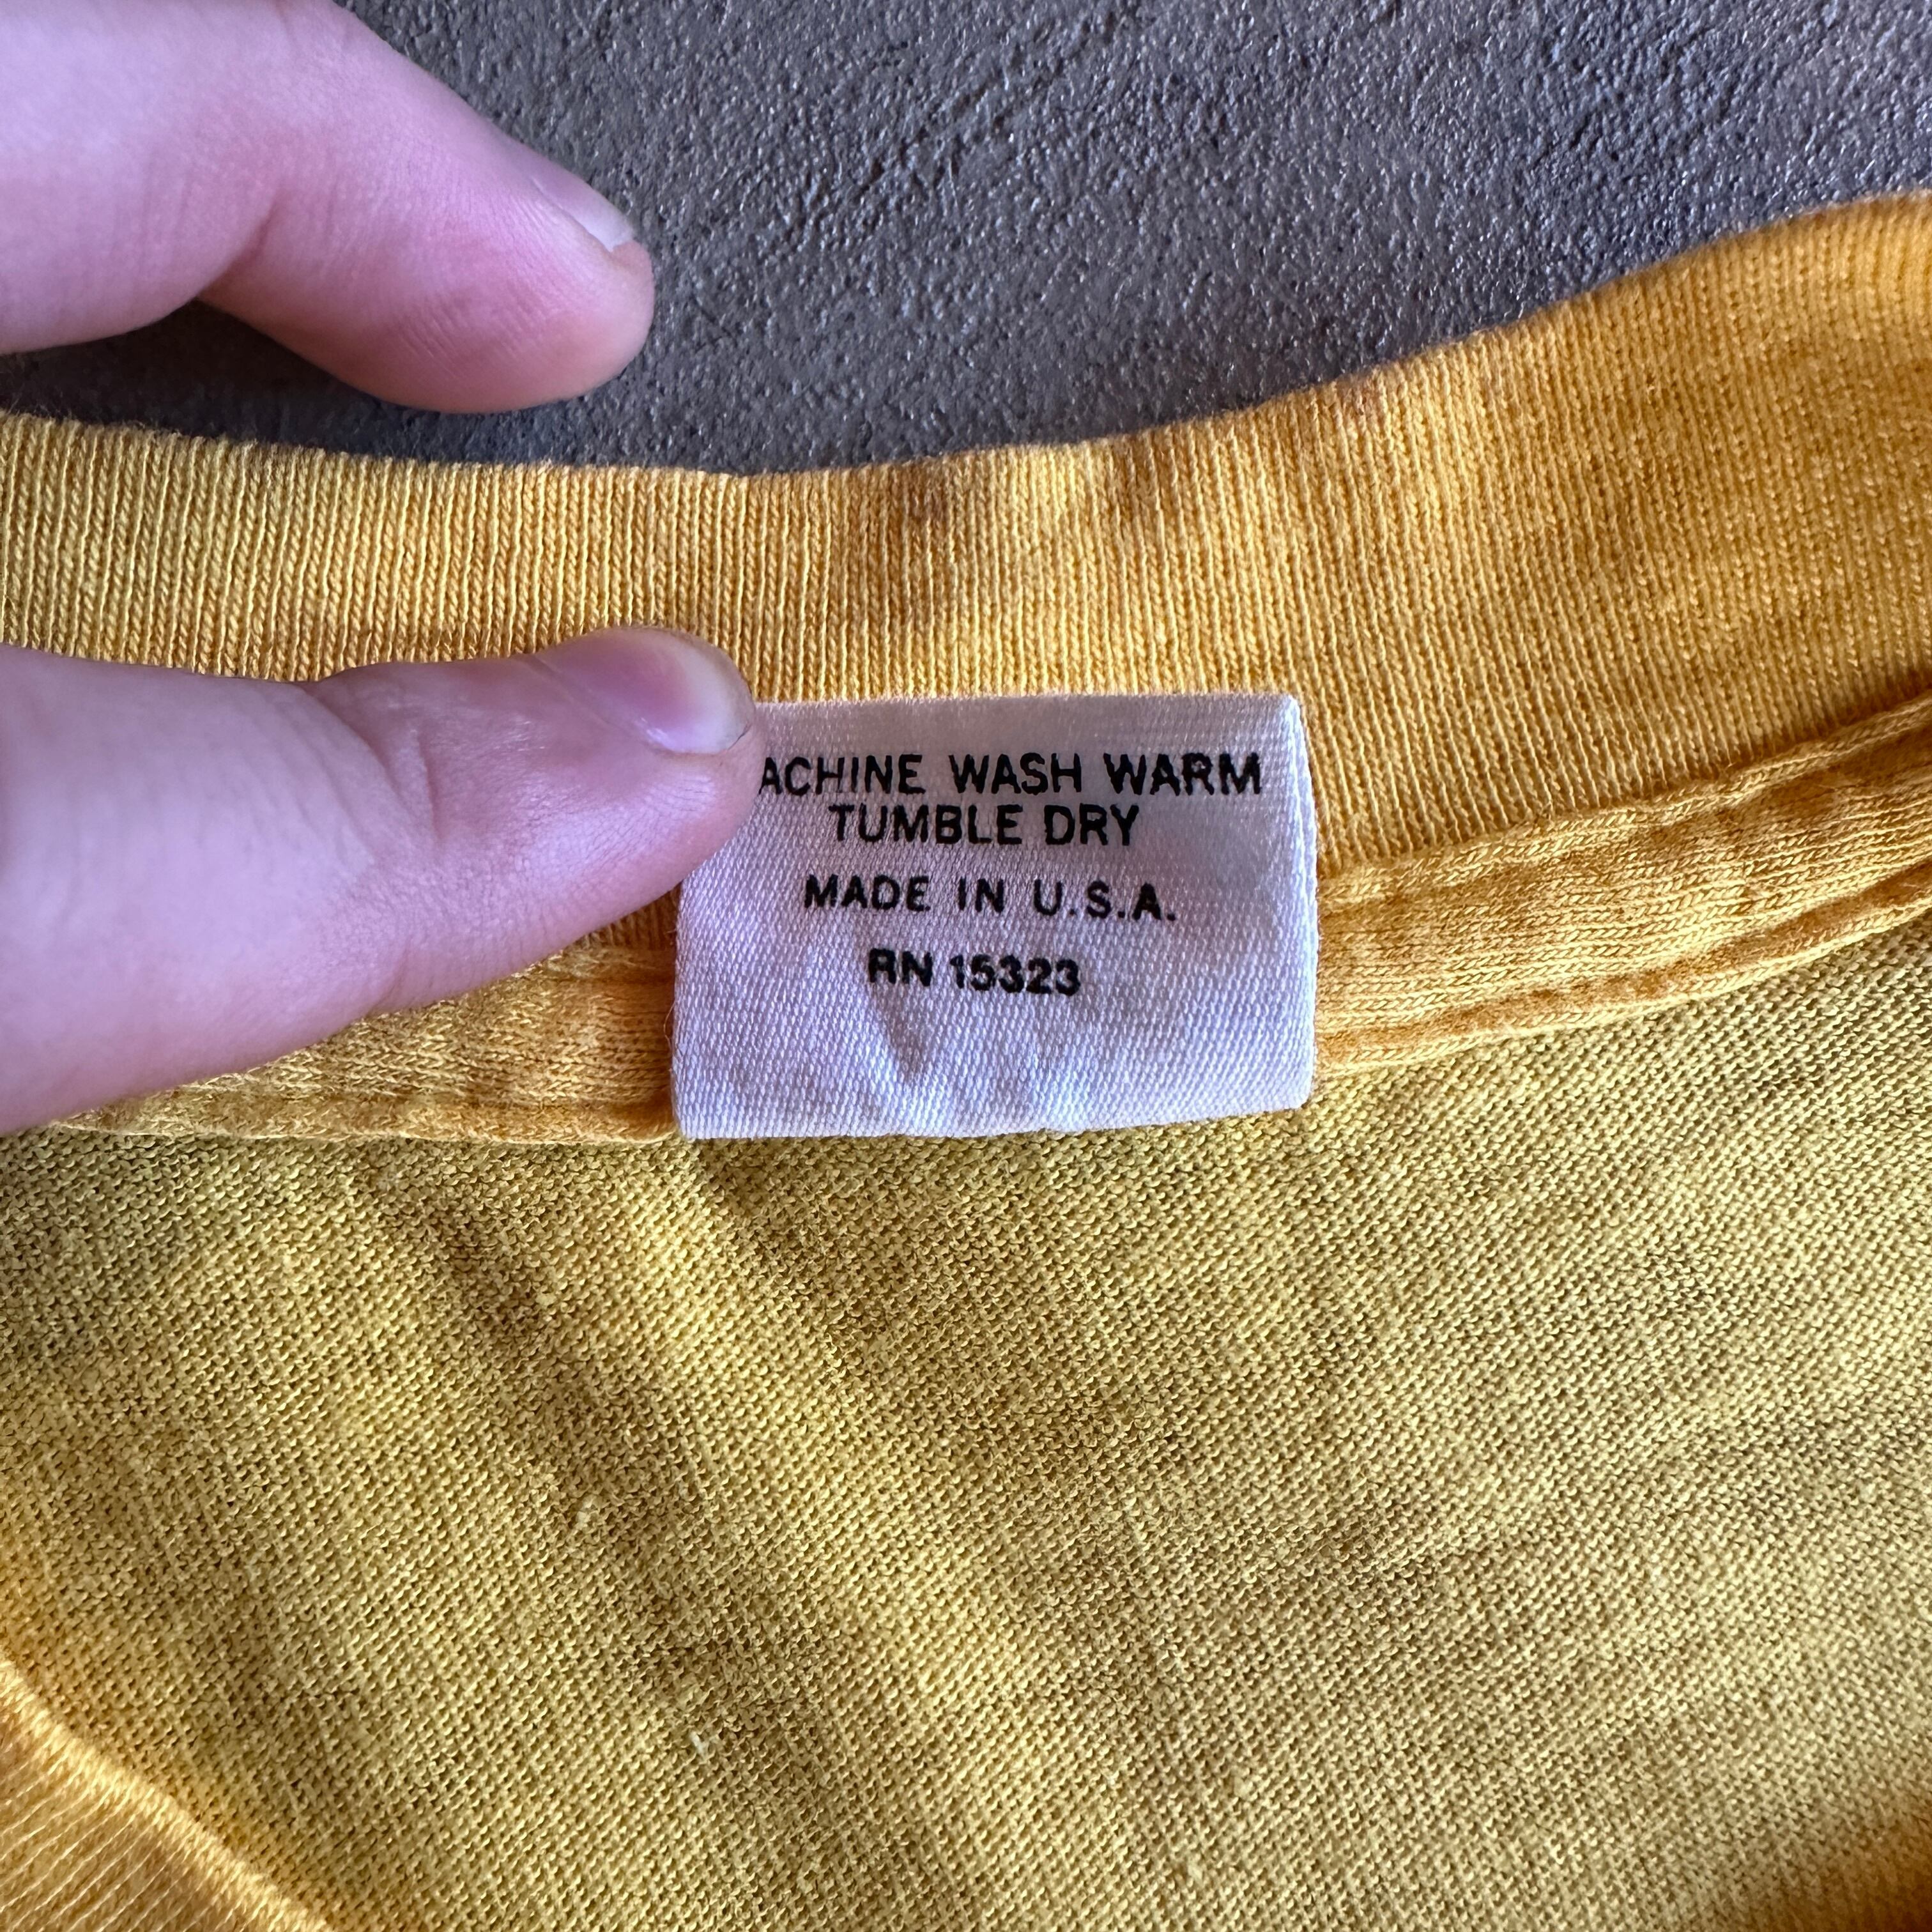 ACHINE WASH WARM
TUMBLE DRY
MADE IN U.S.A.
RN 15323